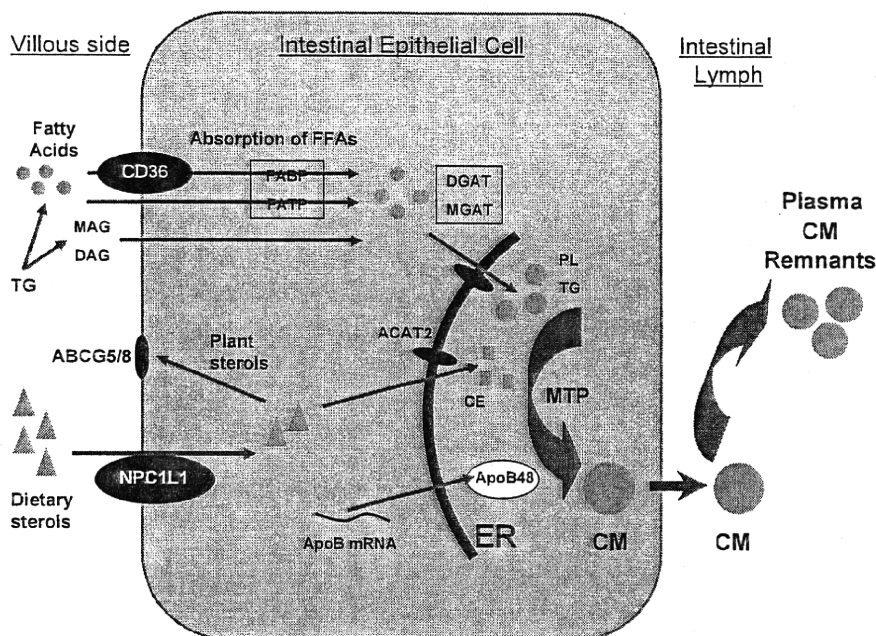 Villous side
Intestinal Epithelial Cell
Intestinal
Lymph
Fatty
Acids
Absorption of FFAs
CD36
FABP
FATP
DGAT
MGAT
MAG
DAG
TG
PL
TG
Plasma
CM
Remnants
ABCG5/8
Plant
sterols
ACAT2
CE
MTP
NPC1L1
Dietary
sterols
ApoB48
ApoB mRNA
ER
CM
CM